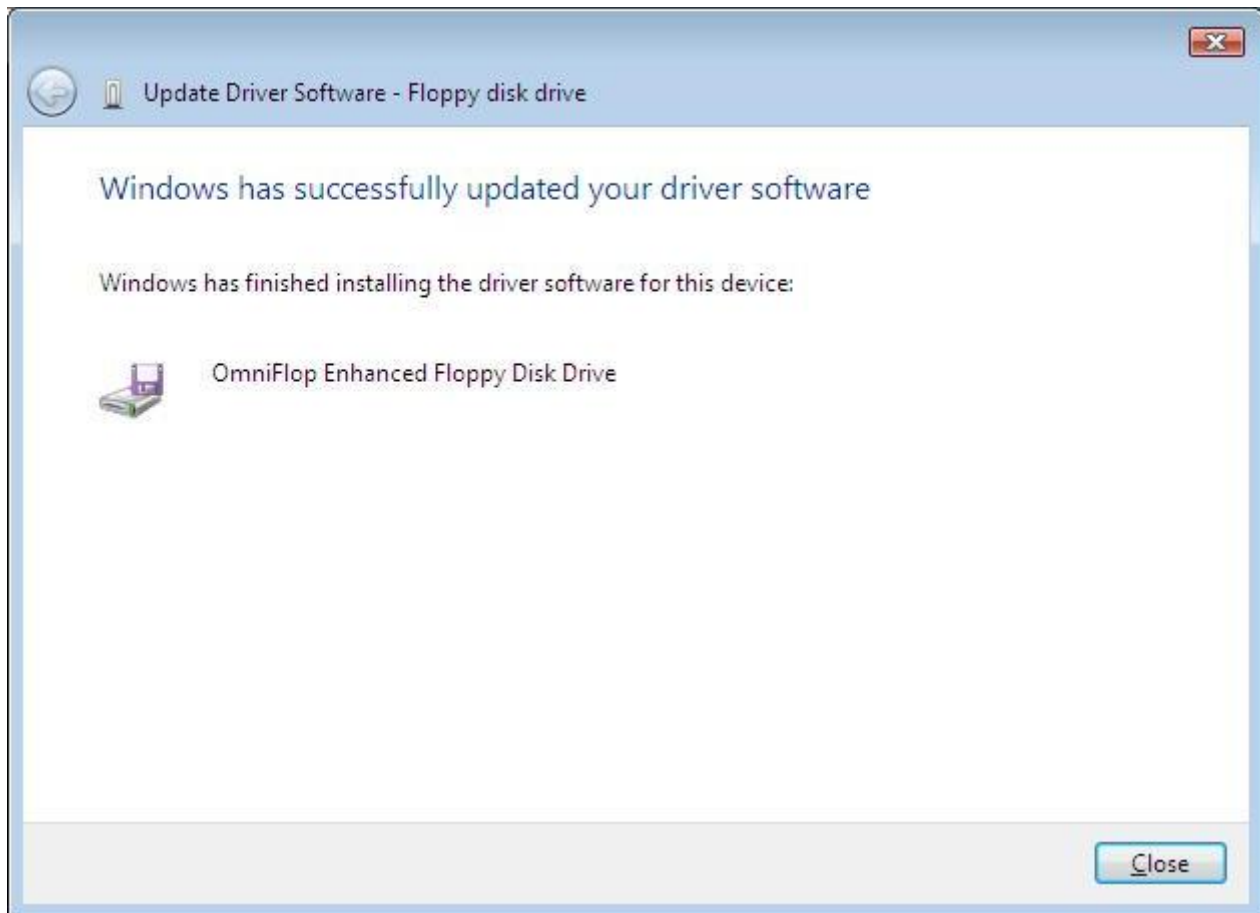 Update Driver Software - Floppy disk drive
Windows has successfully updated your driver software
Windows has finished installing the driver software for this device:
OmniFlop Enhanced Floppy Disk Drive
Close